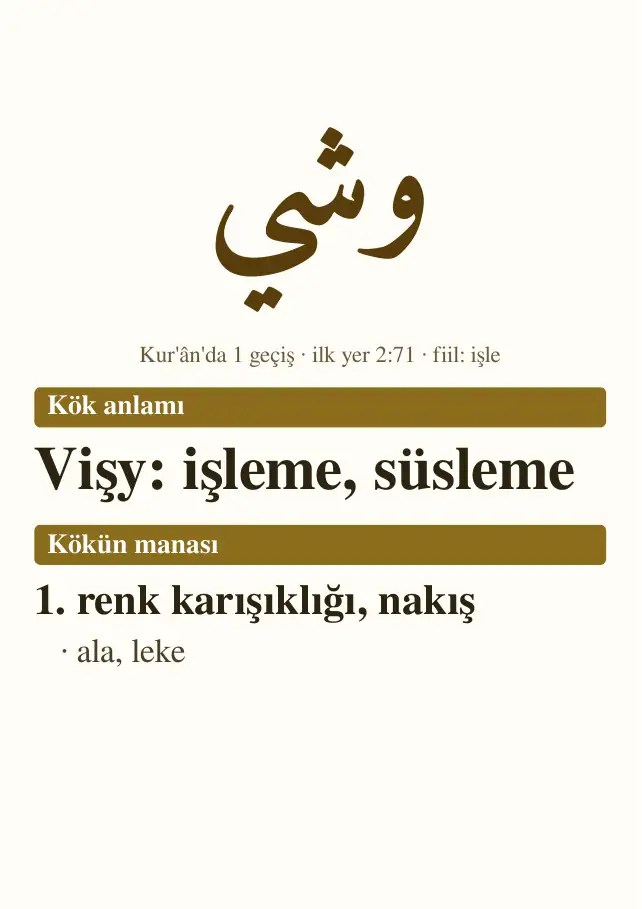 وشي
Kur'ân'da 1 geçiş · ilk yer 2:71 · fiil: işle
Kök anlamı
Vişy: işleme, süsleme
Kökün manası
1. renk karışıklığı, nakış
· ala, leke